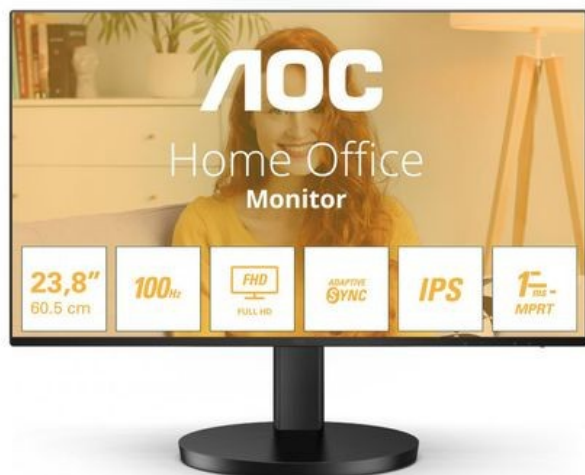 AOC
Home Office
Monitor
23,8"
60.5 cm
100Hz
FHD
FULL HD
ADAPTIVE
SYNC
IPS
1ms
MPRT